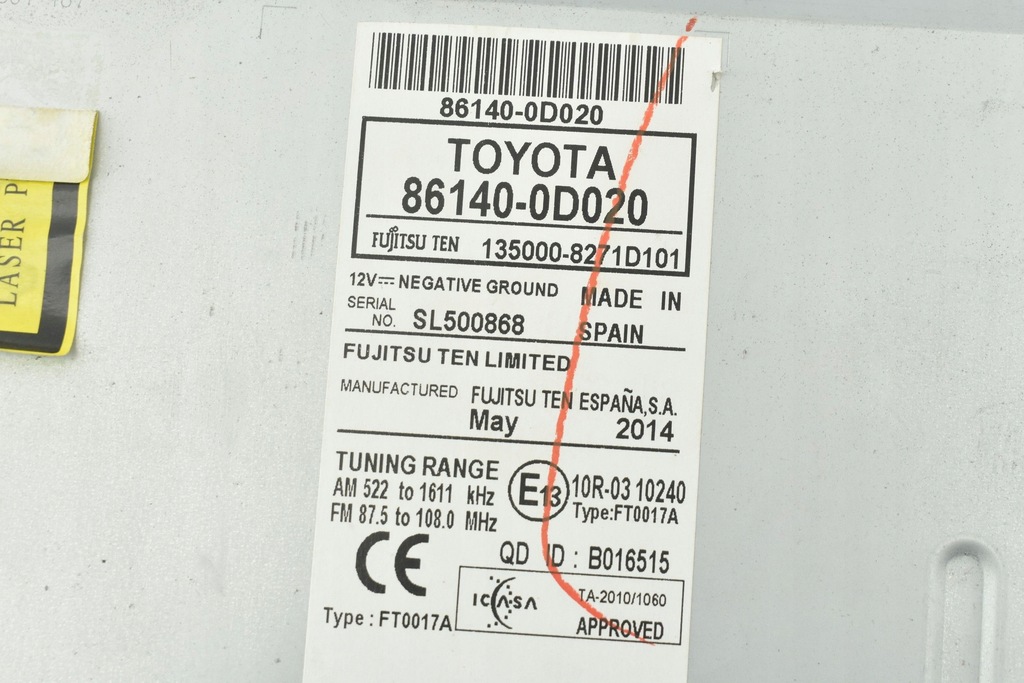 86140-0D020
TOYOTA
86140-0D020
FUJITSU TEN 135000-8271D101
12V NEGATIVE GROUND
MADE IN
SERIAL
NO. SL500868
SPAIN
FUJITSU TEN LIMITED
MANUFACTURED FUJITSU TEN ESPAÑA,S.A.
May 2014
TUNING RANGE
AM 522 to 1611 kHz
FM 87.5 to 108.0 MHz
E13
10R-03 10240
Type:FT0017A
CE
QD ID : B016515
Type : FT0017A
ICASA
TA-2010/1060
APPROVED
LASER P